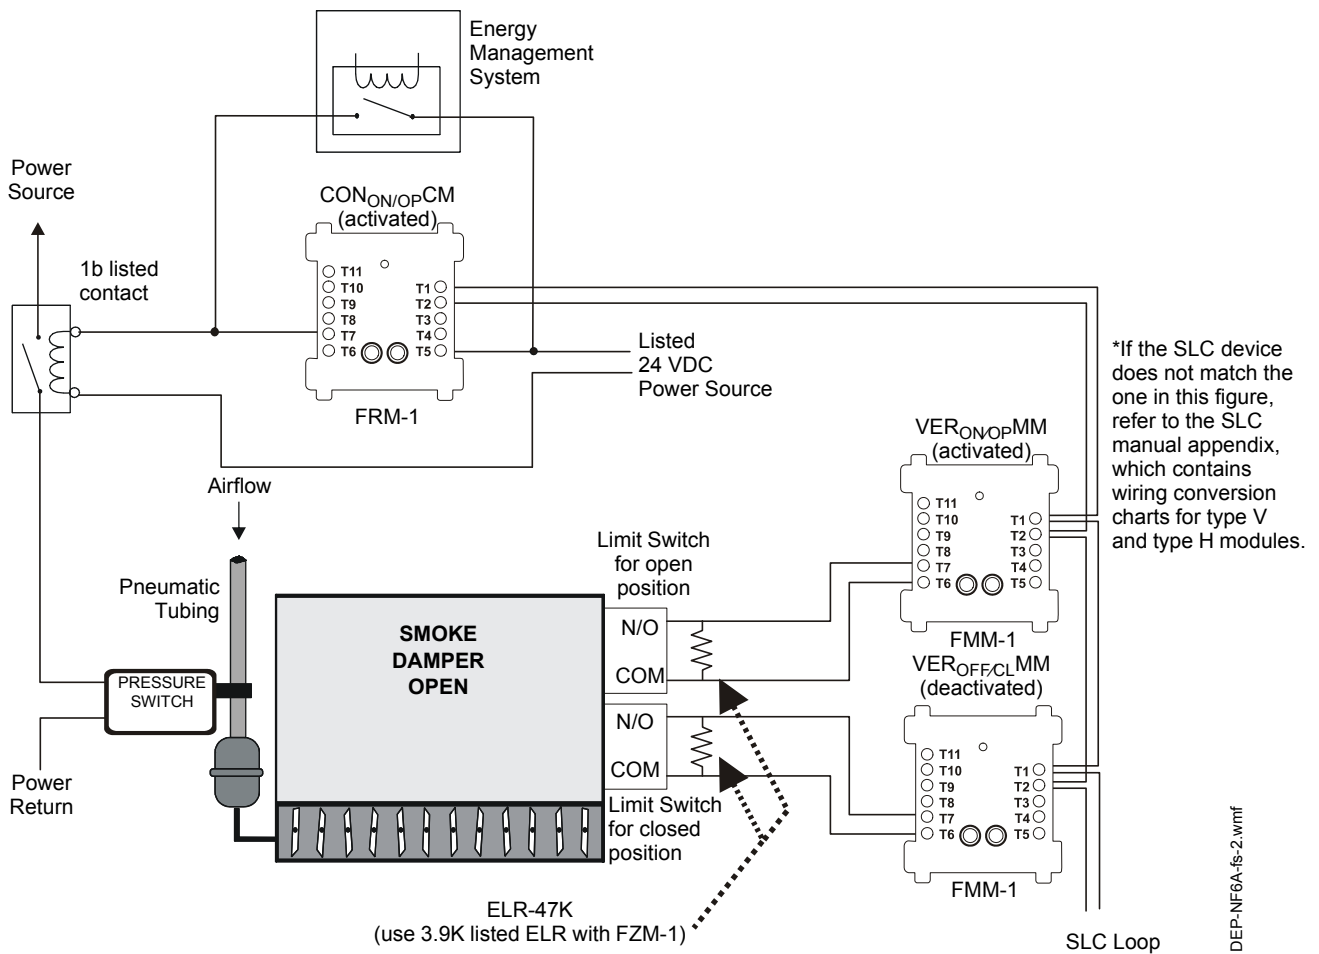 Energy
Management
System
Power
Source
1b listed
contact
CONON/OPCM
(activated)
T11
T10
T9
T8
T7
T6
T1
T2
T3
T4
T5
FRM-1
Listed
24 VDC
Power Source
*If the SLC device
does not match the
one in this figure,
refer to the SLC
manual appendix,
which contains
wiring conversion
charts for type V
and type H modules.
VERON/OPMM
(activated)
T11
T10
T9
T8
T7
T6
T1
T2
T3
T4
T5
FMM-1
Airflow
Pneumatic
Tubing
Limit Switch
for open
position
SMOKE
DAMPER
OPEN
N/O
COM
N/O
COM
PRESSURE
SWITCH
Power
Return
Limit Switch
for closed
position
VEROFF/CLMM
(deactivated)
T11
T10
T9
T8
T7
T6
T1
T2
T3
T4
T5
FMM-1
ELR-47K
(use 3.9K listed ELR with FZM-1)
SLC Loop
DEP-NF6A-fs-2.wmf